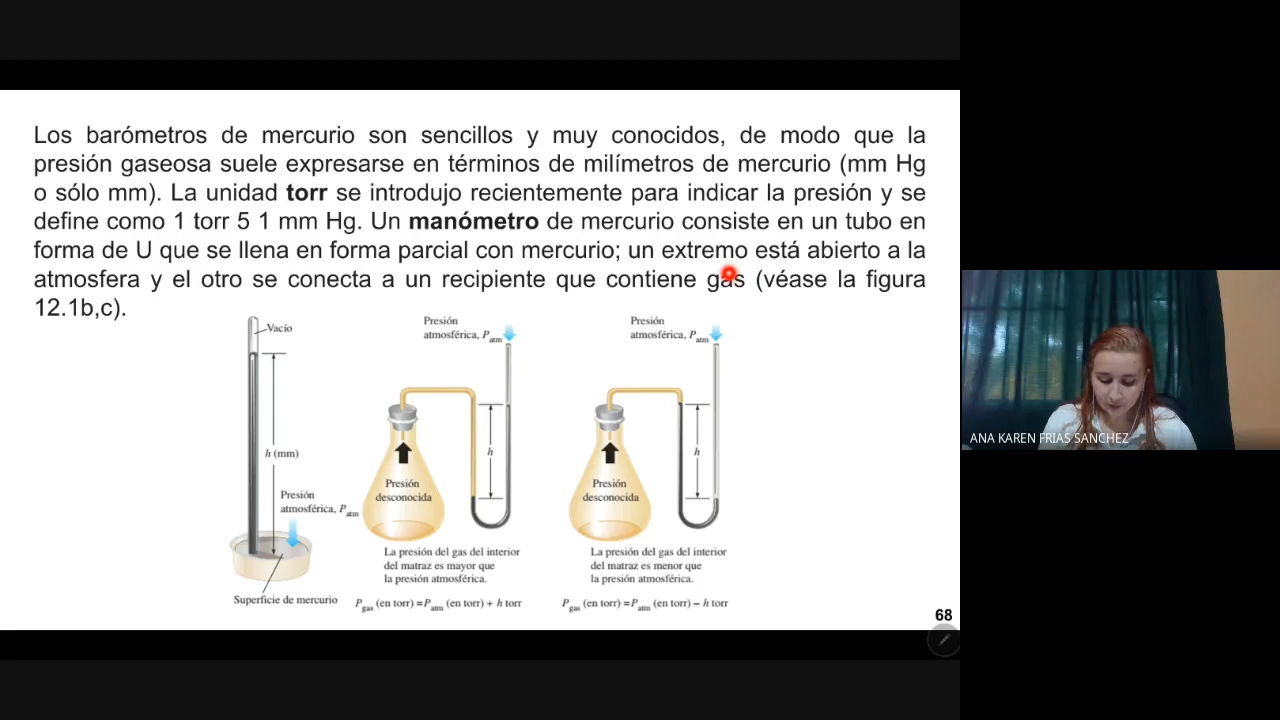 Los barómetros de mercurio son sencillos y muy conocidos, de modo que la
presión gaseosa suele expresarse en términos de milímetros de mercurio (mm Hg
o sólo mm). La unidad torr se introdujo recientemente para indicar la presión y se
define como 1 torr 5 1 mm Hg. Un manómetro de mercurio consiste en un tubo en
forma de U que se llena en forma parcial con mercurio; un extremo está abierto a la
atmosfera y el otro se conecta a un recipiente que contiene gas (véase la figura
12.1b,c).
Vacío
h (mm)
Presión
atmosférica, Patm
Superficie de mercurio
Presión
atmosférica, Patm
h
Presión
desconocida
La presión del gas del interior
del matraz es mayor que
la presión atmosférica.
Pgas (en torr) =Patm (en torr) + h torr
Presión
atmosférica, Patm
h
Presión
desconocida
La presión del gas del interior
del matraz es menor que
la presión atmosférica.
Pgas (en torr) =Patm (en torr) − h torr
68
ANA KAREN FRIAS SANCHEZ